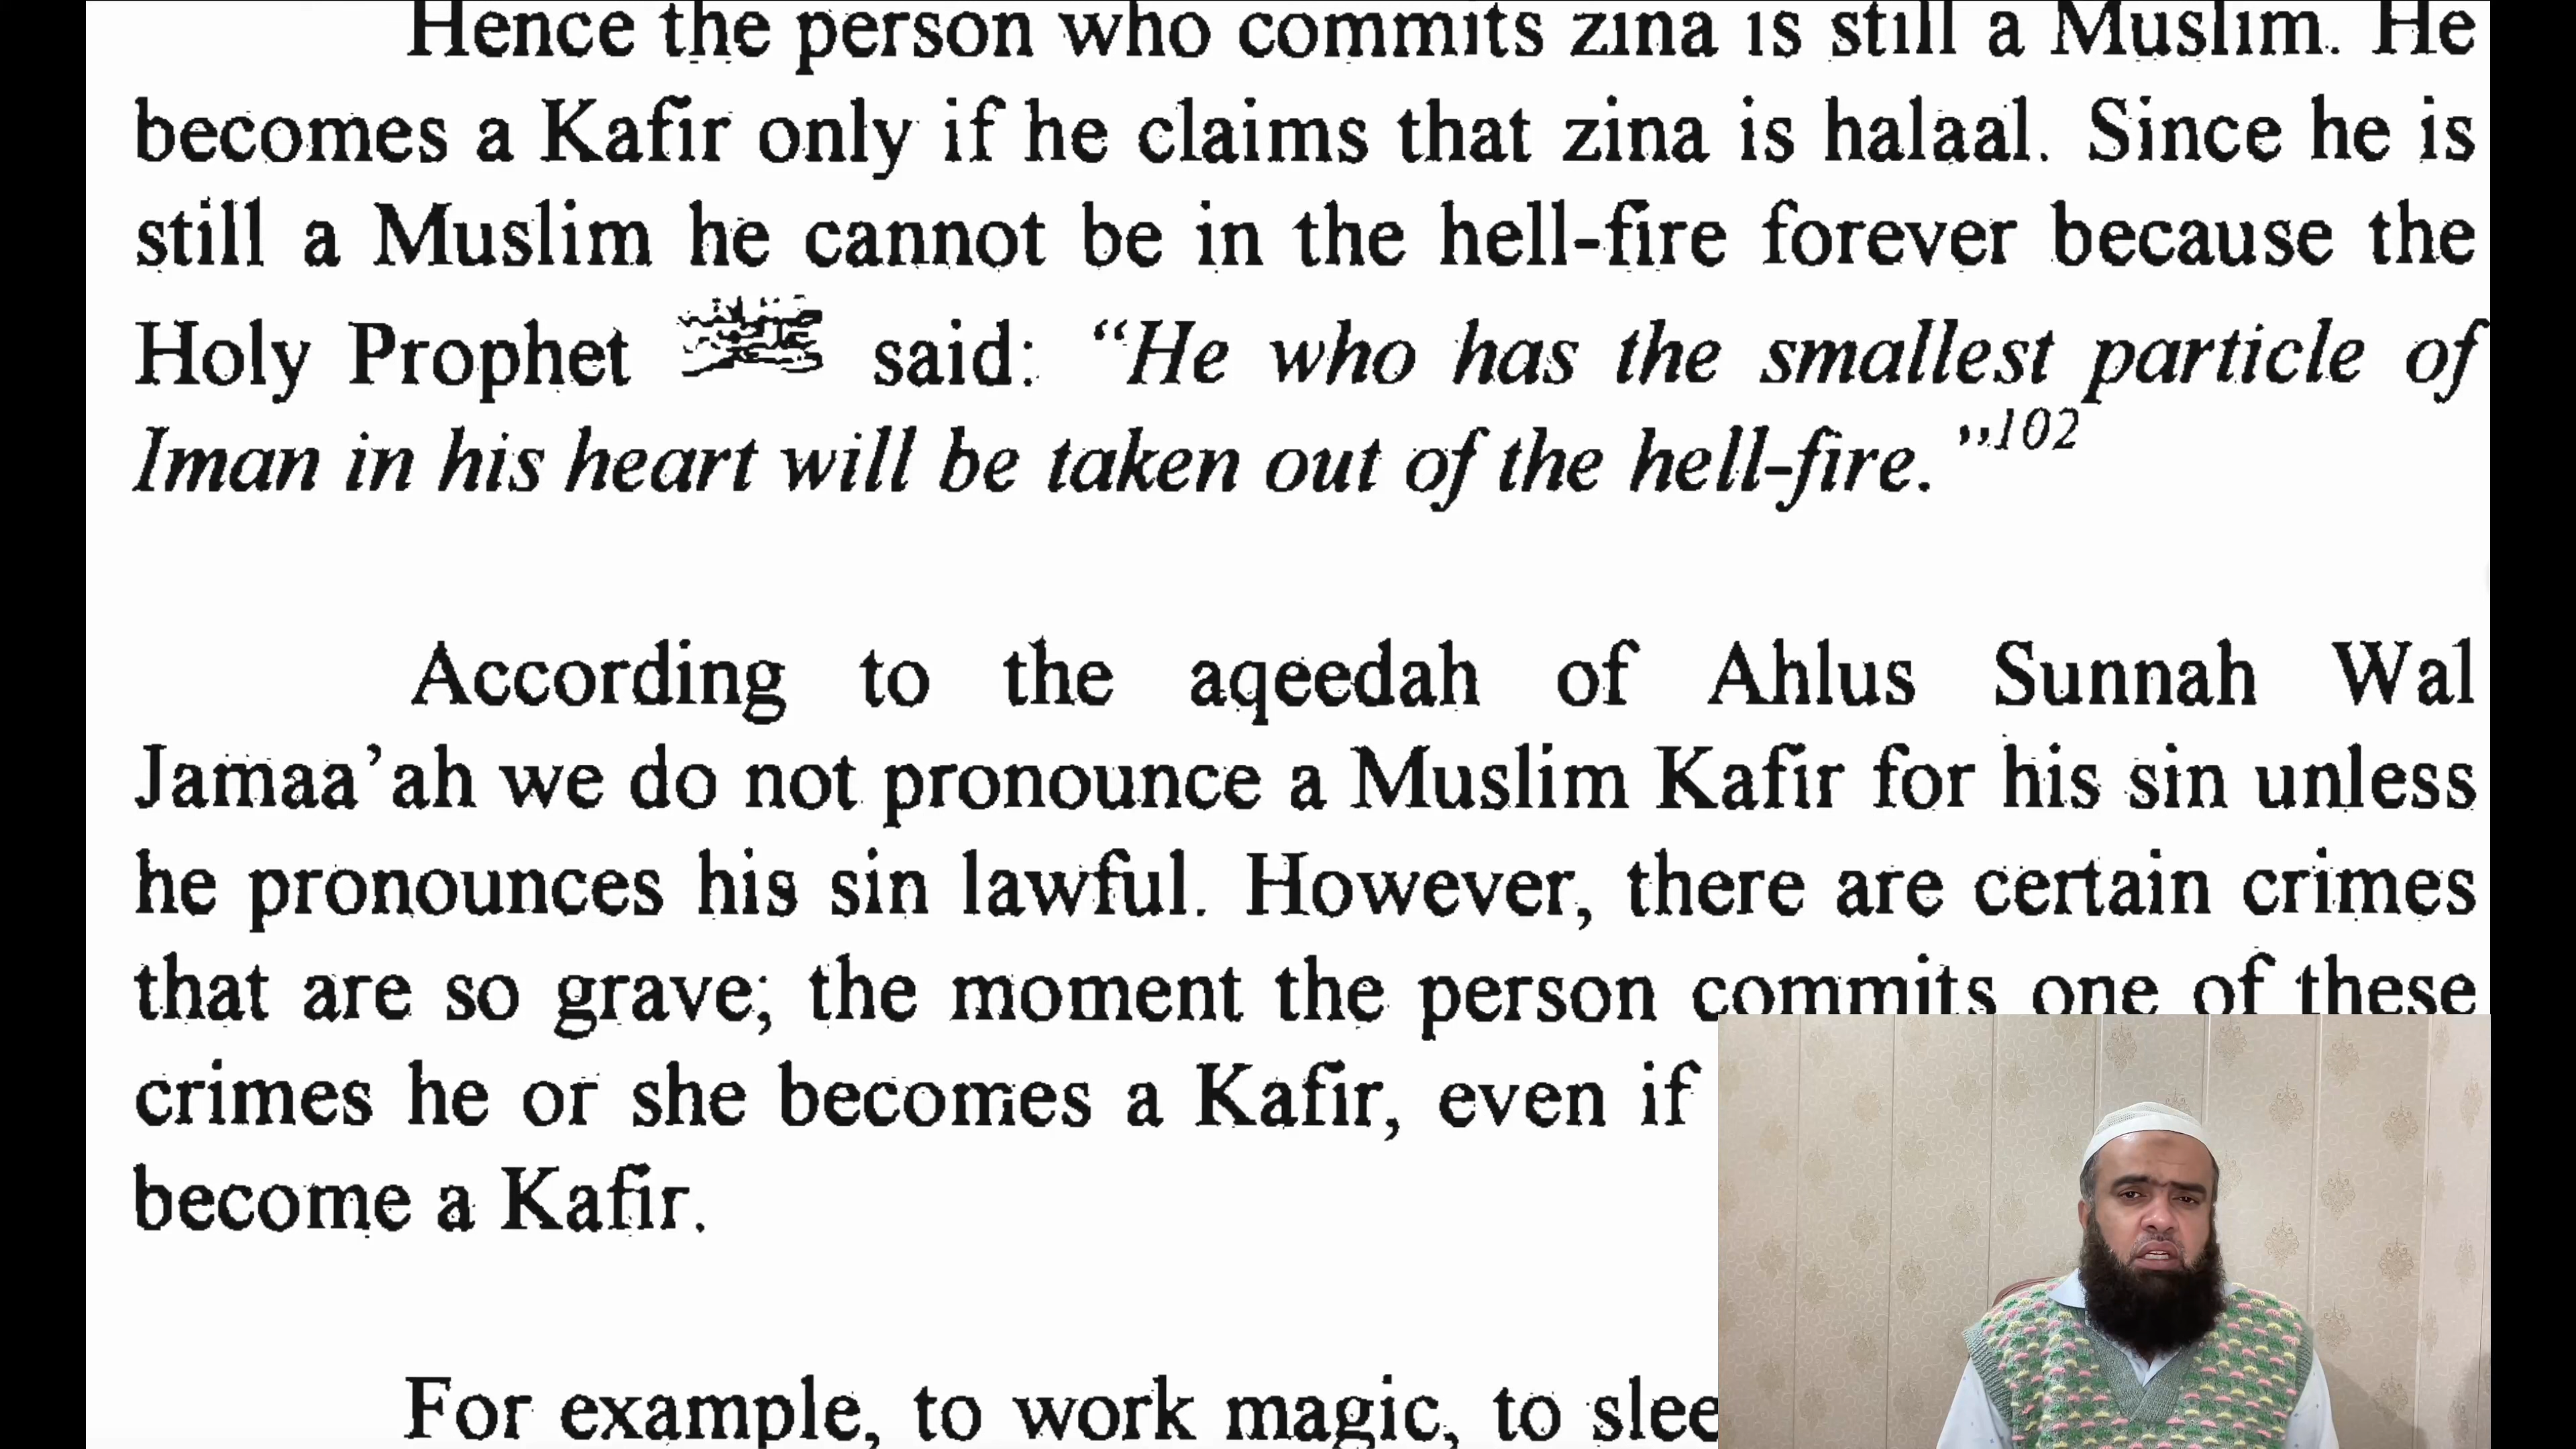 Hence the person who commits zina is still a Muslim. He
becomes a Kafir only if he claims that zina is halaal. Since he is
still a Muslim he cannot be in the hell-fire forever because the
Holy Prophet ﷺ said: “He who has the smallest particle of
Iman in his heart will be taken out of the hell-fire.”102
According to the aqeedah of Ahlus Sunnah Wal
Jamaa’ah we do not pronounce a Muslim Kafir for his sin unless
he pronounces his sin lawful. However, there are certain crimes
that are so grave; the moment the person commits one of these
crimes he or she becomes a Kafir, even if
become a Kafir.
For example, to work magic, to